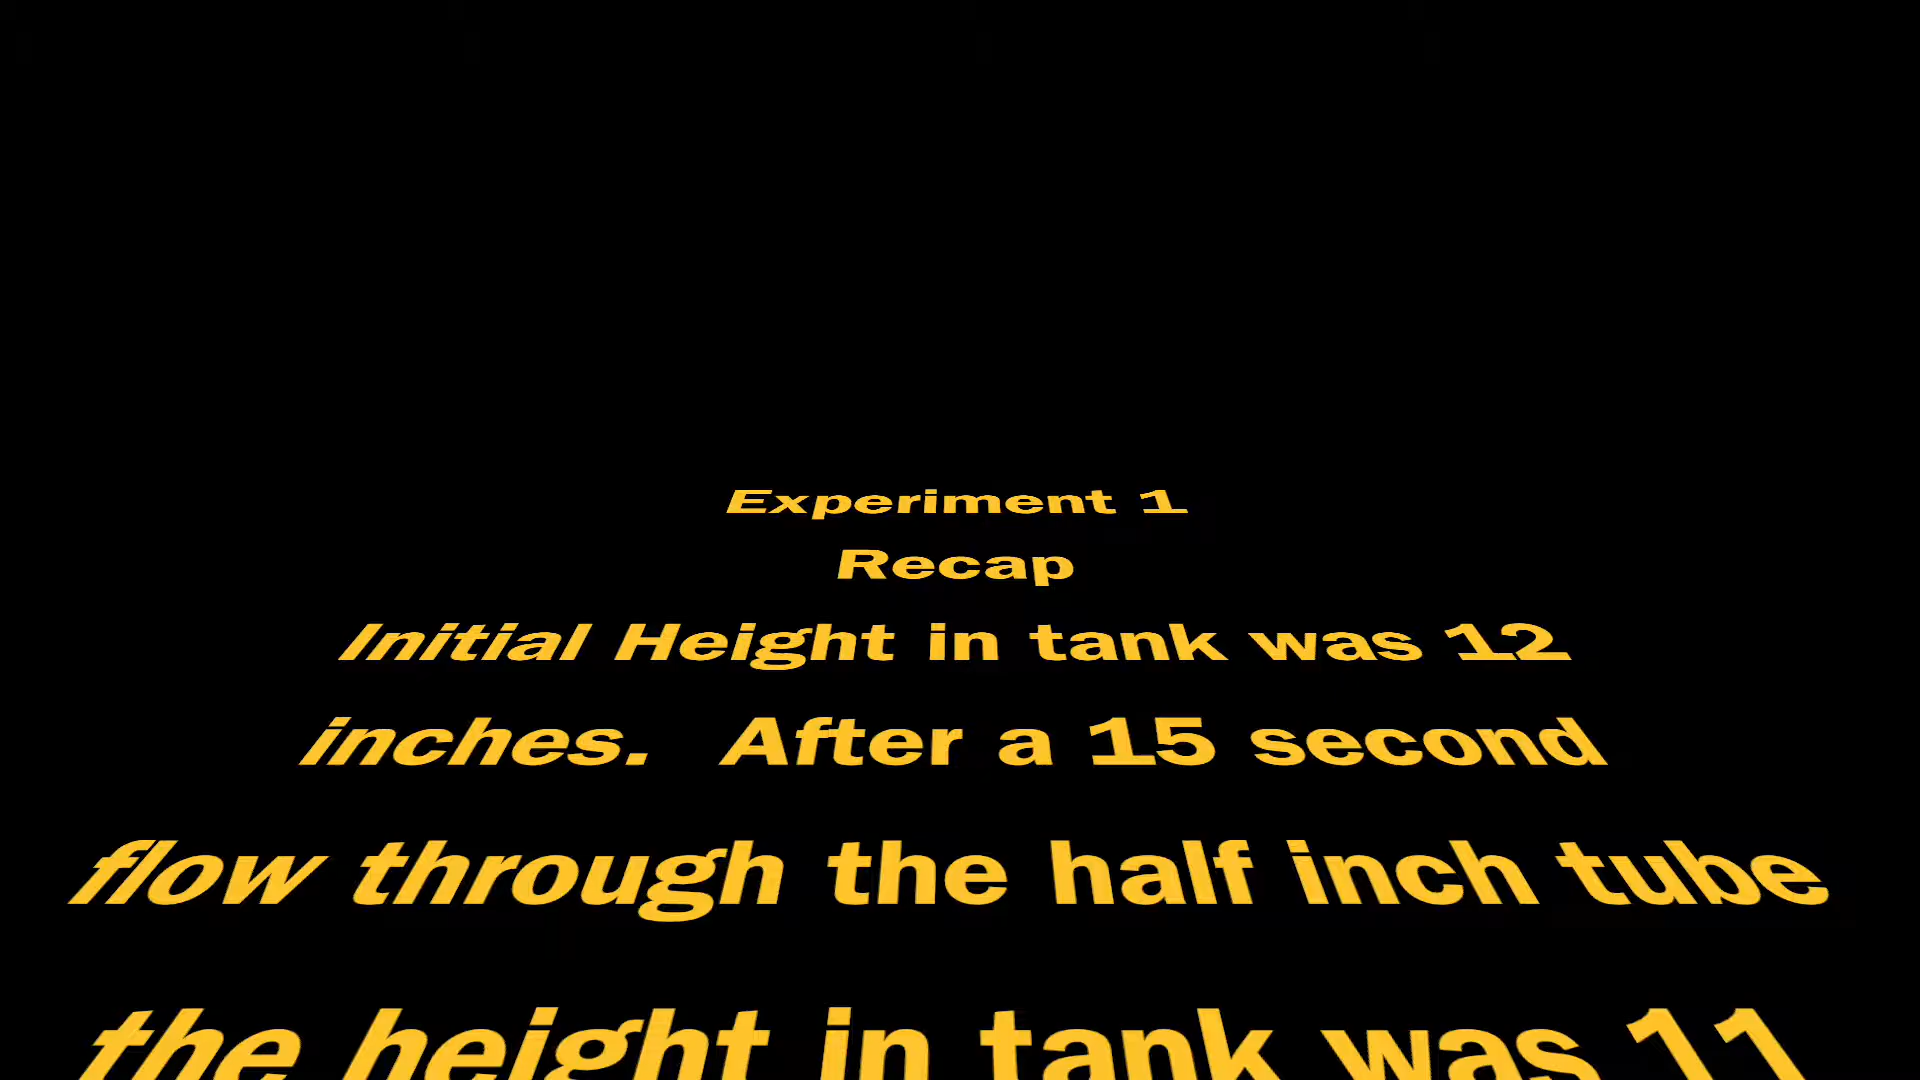 Experiment 1
Recap
Initial Height in tank was 12
inches.  After a 15 second
flow through the half inch tube
the height in tank was 11